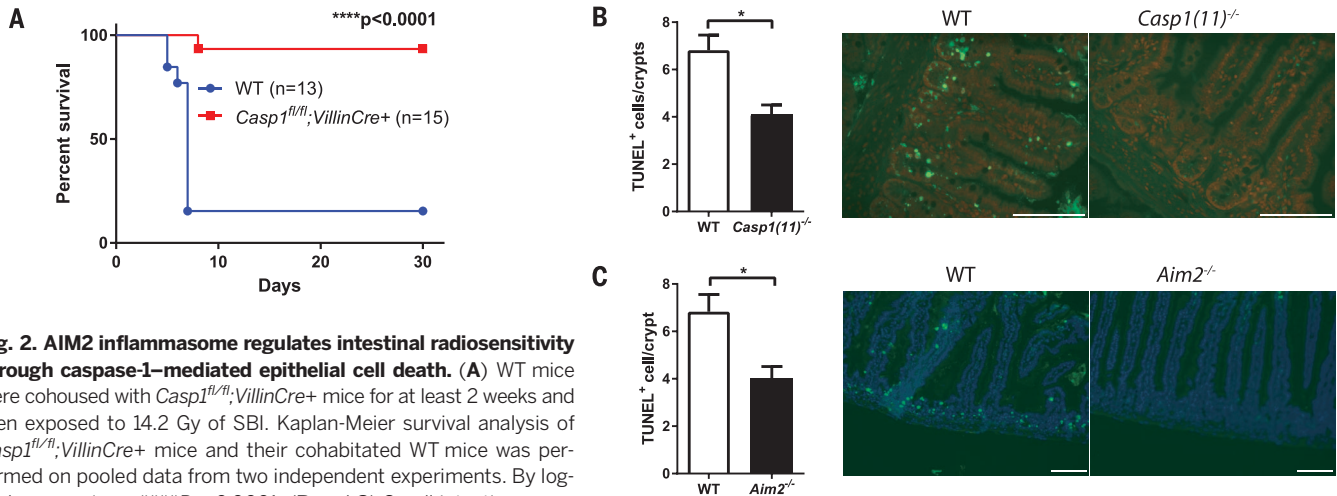 A
****p<0.0001
100
50
0
Percent survival
WT (n=13)
Casp1fl/fl;VillinCre+ (n=15)
0 10 20 30
Days
B
*
8
6
4
2
0
TUNEL+ cells/crypts
WT Casp1(11)-/-
WT Casp1(11)-/-
C
*
8
6
4
2
0
TUNEL+ cell/crypt
WT Aim2-/-
WT Aim2-/-
g. 2. AIM2 inflammasome regulates intestinal radiosensitivity
rough caspase-1–mediated epithelial cell death. (A) WT mice
ere cohoused with Casp1fl/fl;VillinCre+ mice for at least 2 weeks and
en exposed to 14.2 Gy of SBI. Kaplan-Meier survival analysis of
asp1fl/fl;VillinCre+ mice and their cohabitated WT mice was per-
rmed on pooled data from two independent experiments. By log-